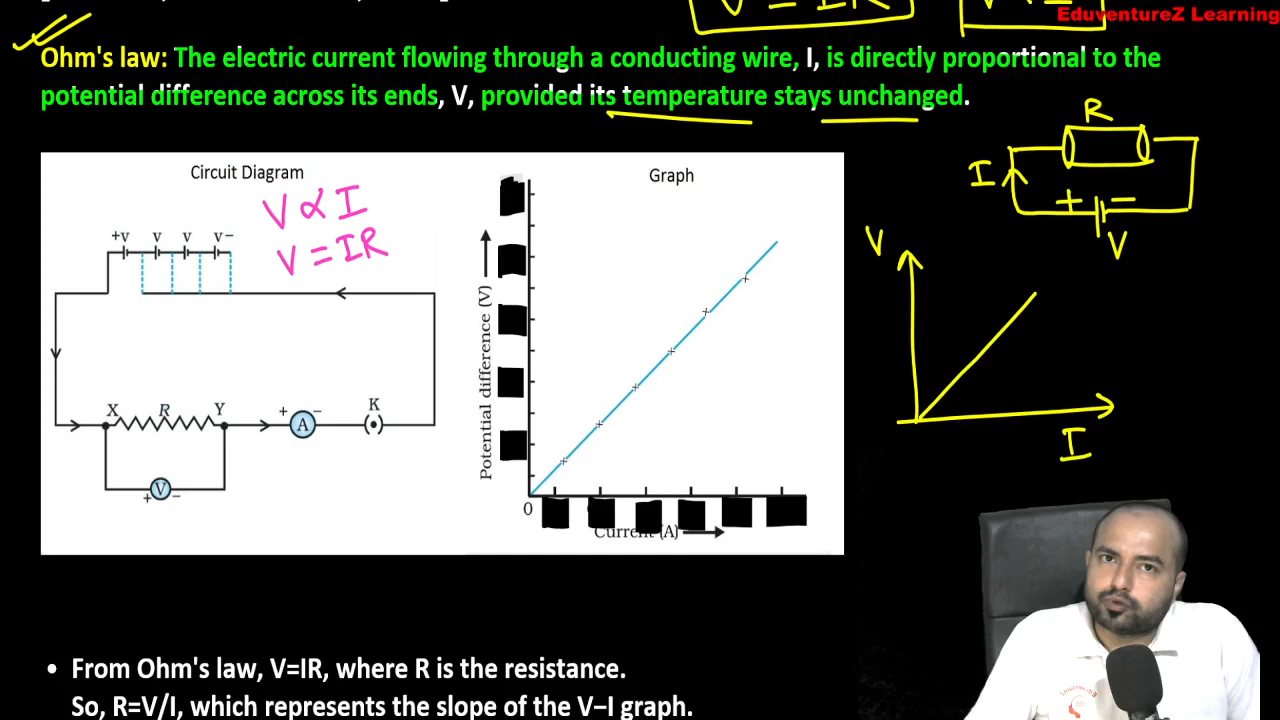 V = IR
EduventureZ Learning
Ohm's law: The electric current flowing through a conducting wire, I, is directly proportional to the
potential difference across its ends, V, provided its temperature stays unchanged.
Circuit Diagram
V ∝ I
V = IR
+v v v v−
X R Y
+ A −
K
+ V −
Graph
Potential difference (V)
0
Current (A)
R
I
+ −
V
V
I
• From Ohm's law, V=IR, where R is the resistance.
So, R=V/I, which represents the slope of the V–I graph.